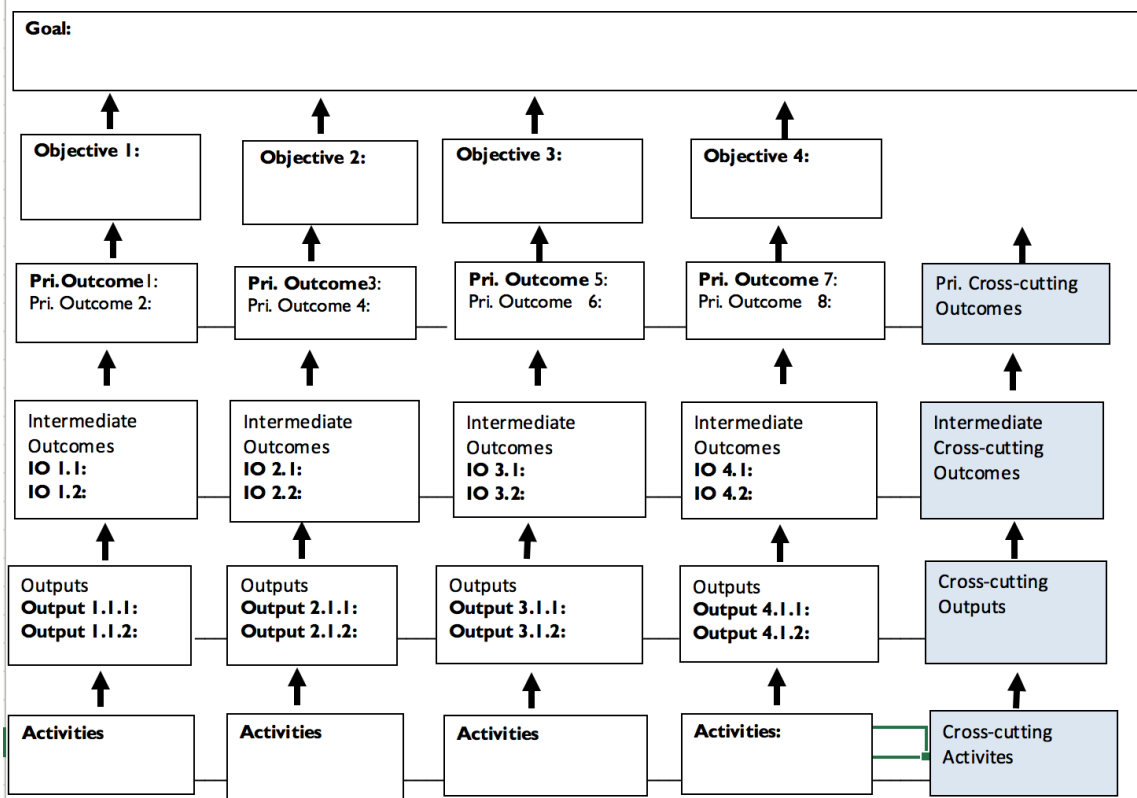 Goal:
Objective 1:
Objective 2:
Objective 3:
Objective 4:
Pri.Outcome1:
Pri. Outcome 2:
Pri. Outcome3:
Pri. Outcome 4:
Pri. Outcome 5:
Pri. Outcome 6:
Pri. Outcome 7:
Pri. Outcome 8:
Pri. Cross-cutting
Outcomes
Intermediate
Outcomes
IO 1.1:
IO 1.2:
Intermediate
Outcomes
IO 2.1:
IO 2.2:
Intermediate
Outcomes
IO 3.1:
IO 3.2:
Intermediate
Outcomes
IO 4.1:
IO 4.2:
Intermediate
Cross-cutting
Outcomes
Outputs
Output 1.1.1:
Output 1.1.2:
Outputs
Output 2.1.1:
Output 2.1.2:
Outputs
Output 3.1.1:
Output 3.1.2:
Outputs
Output 4.1.1:
Output 4.1.2:
Cross-cutting
Outputs
Activities
Activities
Activities
Activities:
Cross-cutting
Activites